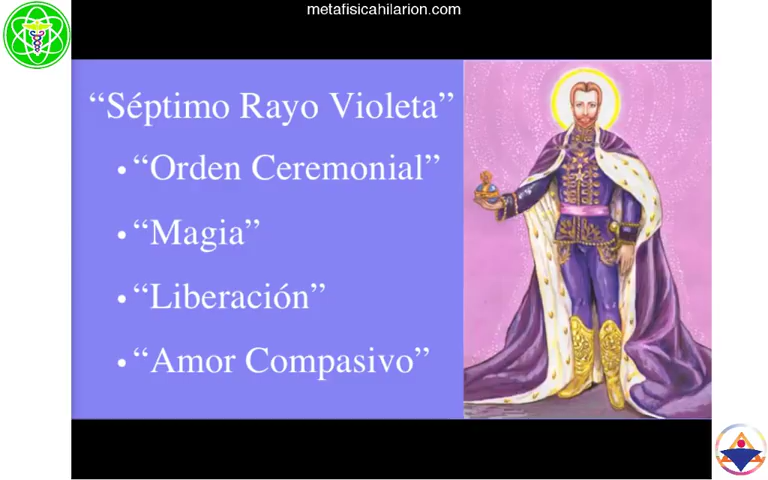 metafisicahilarion.com
“Séptimo Rayo Violeta”
• “Orden Ceremonial”
• “Magia”
• “Liberación”
• “Amor Compasivo”